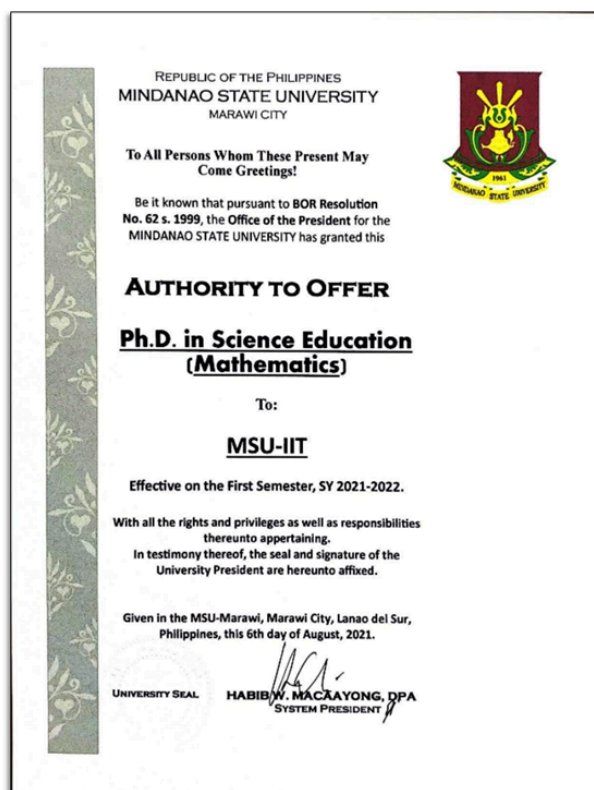 REPUBLIC OF THE PHILIPPINES
MINDANAO STATE UNIVERSITY
MARAWI CITY
To All Persons Whom These Present May
Come Greetings!
Be it known that pursuant to BOR Resolution
No. 62 s. 1999, the Office of the President for the
MINDANAO STATE UNIVERSITY has granted this
AUTHORITY TO OFFER
Ph.D. in Science Education
(Mathematics)
To:
MSU-IIT
Effective on the First Semester, SY 2021-2022.
With all the rights and privileges as well as responsibilities
thereunto appertaining.
In testimony thereof, the seal and signature of the
University President are hereunto affixed.
Given in the MSU-Marawi, Marawi City, Lanao del Sur,
Philippines, this 6th day of August, 2021.
UNIVERSITY SEAL
HABIB W. MACAAYONG, DPA
SYSTEM PRESIDENT
1961
MINDANAO STATE UNIVERSITY